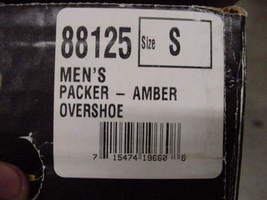 88125 Size S
MEN'S
PACKER – AMBER
OVERSHOE
7 15474 19660 6